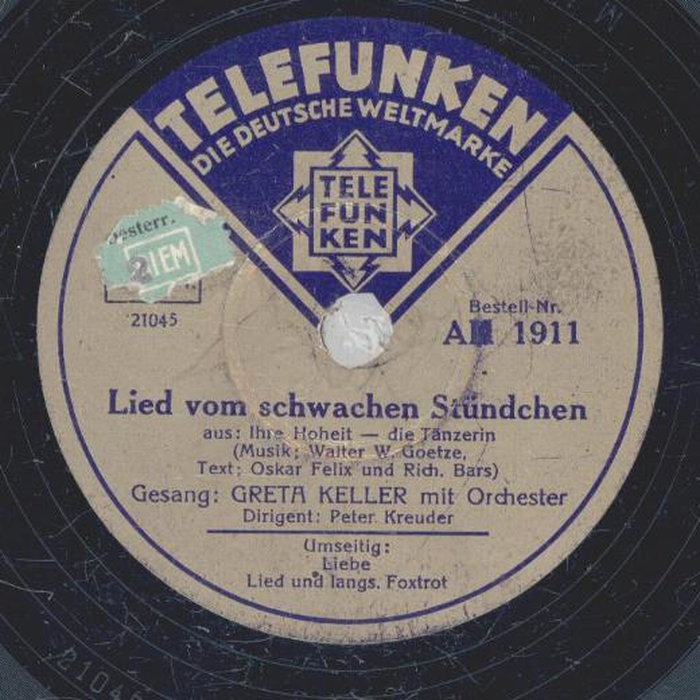 TELEFUNKEN
DIE DEUTSCHE WELTMARKE
TELE
FUN
KEN
oesterr.
TIEM
21045
Bestell-Nr.
1911
Lied vom schwachen Stündchen
aus: Ihre Hoheit — die Tänzerin
(Musik: Walter W. Goetze,
Text: Oskar Felix und Rich. Bars)
Gesang: GRETA KELLER mit Orchester
Dirigent: Peter Kreuder
Umseitig:
Liebe
Lied und langs. Foxtrot
21045